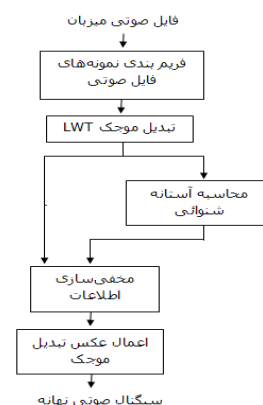 فایل صوتی میزبان
فریم بندی نمونه‌های
فایل صوتی
تبدیل موجک LWT
محاسبه آستانه
شنوائی
مخفی‌سازی
اطلاعات
اعمال عکس تبدیل
موجک
سیگنال صوتی نهانه